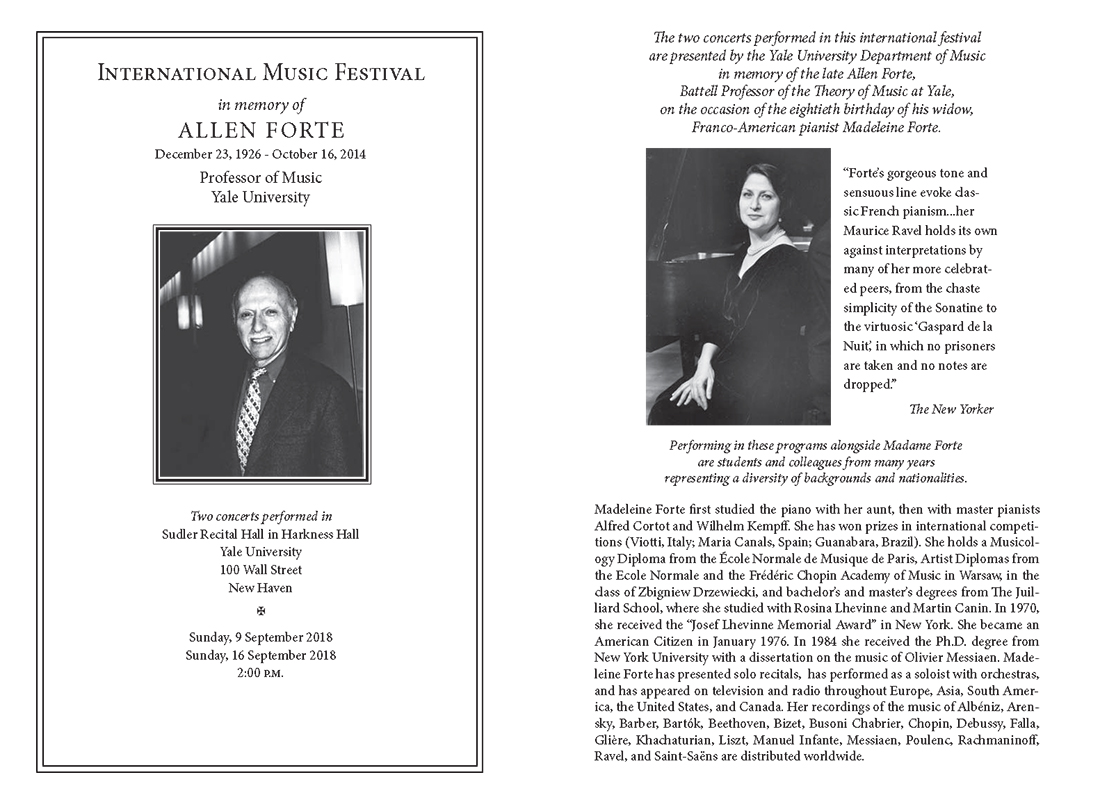 International Music Festival
in memory of
ALLEN FORTE
December 23, 1926 - October 16, 2014
Professor of Music
Yale University
Two concerts performed in
Sudler Recital Hall in Harkness Hall
Yale University
100 Wall Street
New Haven
✠
Sunday, 9 September 2018
Sunday, 16 September 2018
2:00 P.M.
The two concerts performed in this international festival
are presented by the Yale University Department of Music
in memory of the late Allen Forte,
Battell Professor of the Theory of Music at Yale,
on the occasion of the eightieth birthday of his widow,
Franco-American pianist Madeleine Forte.
“Forte’s gorgeous tone and
sensuous line evoke clas-
sic French pianism...her
Maurice Ravel holds its own
against interpretations by
many of her more celebrat-
ed peers, from the chaste
simplicity of the Sonatine to
the virtuosic ‘Gaspard de la
Nuit,’ in which no prisoners
are taken and no notes are
dropped.”
The New Yorker
Performing in these programs alongside Madame Forte
are students and colleagues from many years
representing a diversity of backgrounds and nationalities.
Madeleine Forte first studied the piano with her aunt, then with master pianists
Alfred Cortot and Wilhelm Kempff. She has won prizes in international competi-
tions (Viotti, Italy; Maria Canals, Spain; Guanabara, Brazil). She holds a Musicol-
ogy Diploma from the École Normale de Musique de Paris, Artist Diplomas from
the Ecole Normale and the Frédéric Chopin Academy of Music in Warsaw, in the
class of Zbigniew Drzewiecki, and bachelor’s and master’s degrees from The Juil-
liard School, where she studied with Rosina Lhevinne and Martin Canin. In 1970,
she received the “Josef Lhevinne Memorial Award” in New York. She became an
American Citizen in January 1976. In 1984 she received the Ph.D. degree from
New York University with a dissertation on the music of Olivier Messiaen. Made-
leine Forte has presented solo recitals, has performed as a soloist with orchestras,
and has appeared on television and radio throughout Europe, Asia, South Amer-
ica, the United States, and Canada. Her recordings of the music of Albéniz, Aren-
sky, Barber, Bartók, Beethoven, Bizet, Busoni Chabrier, Chopin, Debussy, Falla,
Glière, Khachaturian, Liszt, Manuel Infante, Messiaen, Poulenc, Rachmaninoff,
Ravel, and Saint-Saëns are distributed worldwide.